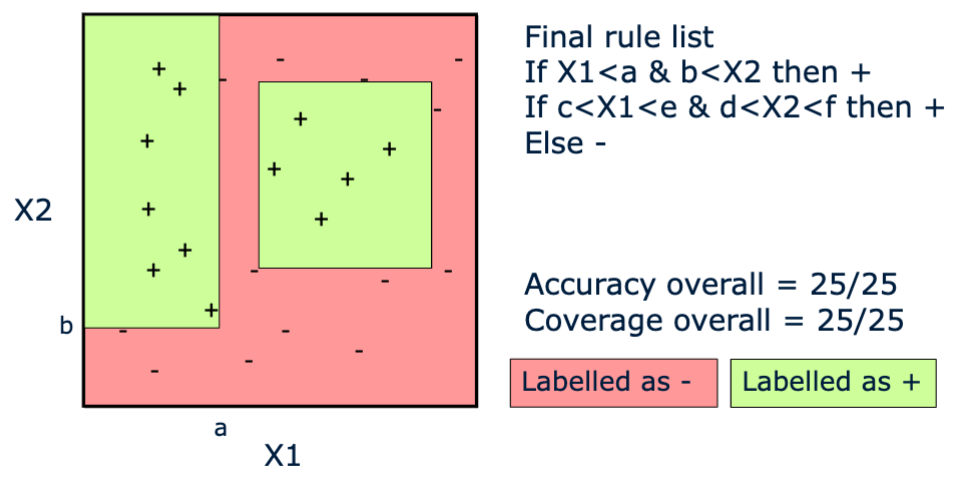 Final rule list
If X1<a & b<X2 then +
If c<X1<e & d<X2<f then +
Else -
X2
b
a
X1
Accuracy overall = 25/25
Coverage overall = 25/25
Labelled as -
Labelled as +